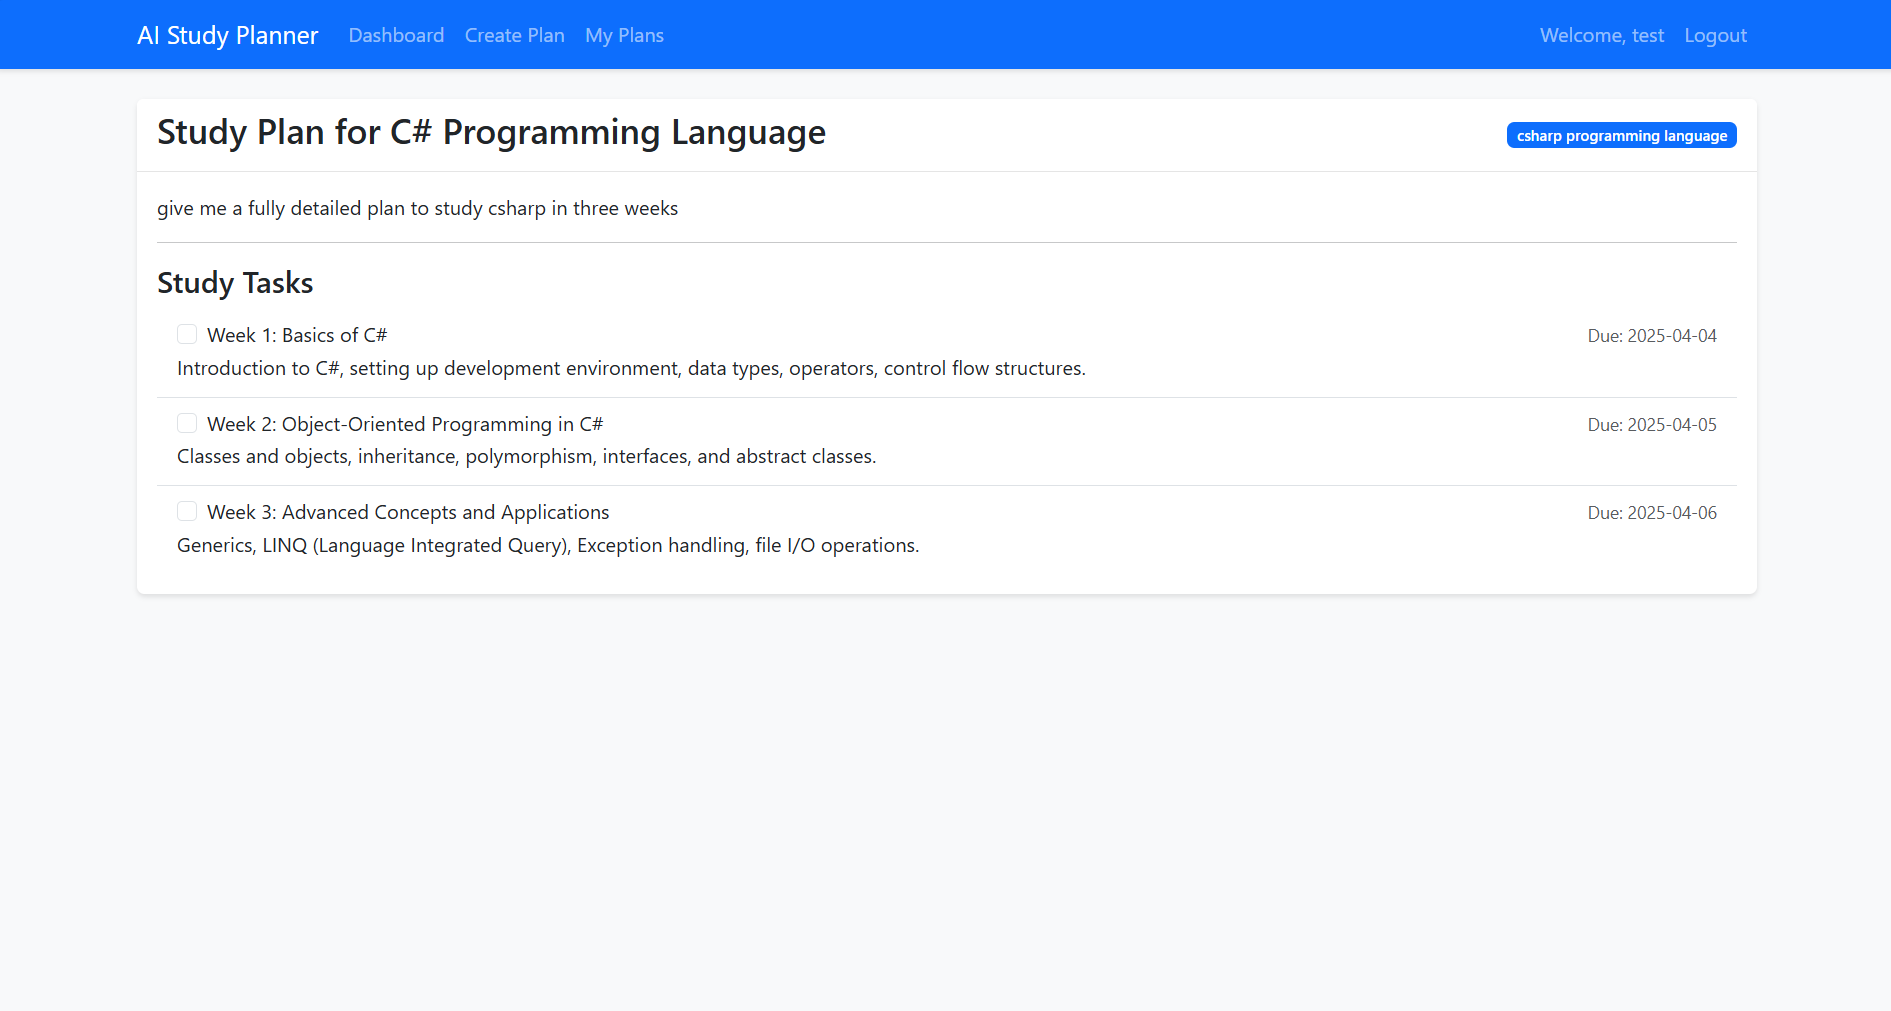 AI Study Planner Dashboard Create Plan My Plans Welcome, test Logout
Study Plan for C# Programming Language csharp programming language
give me a fully detailed plan to study csharp in three weeks
Study Tasks
Week 1: Basics of C# Due: 2025-04-04
Introduction to C#, setting up development environment, data types, operators, control flow structures.
Week 2: Object-Oriented Programming in C# Due: 2025-04-05
Classes and objects, inheritance, polymorphism, interfaces, and abstract classes.
Week 3: Advanced Concepts and Applications Due: 2025-04-06
Generics, LINQ (Language Integrated Query), Exception handling, file I/O operations.